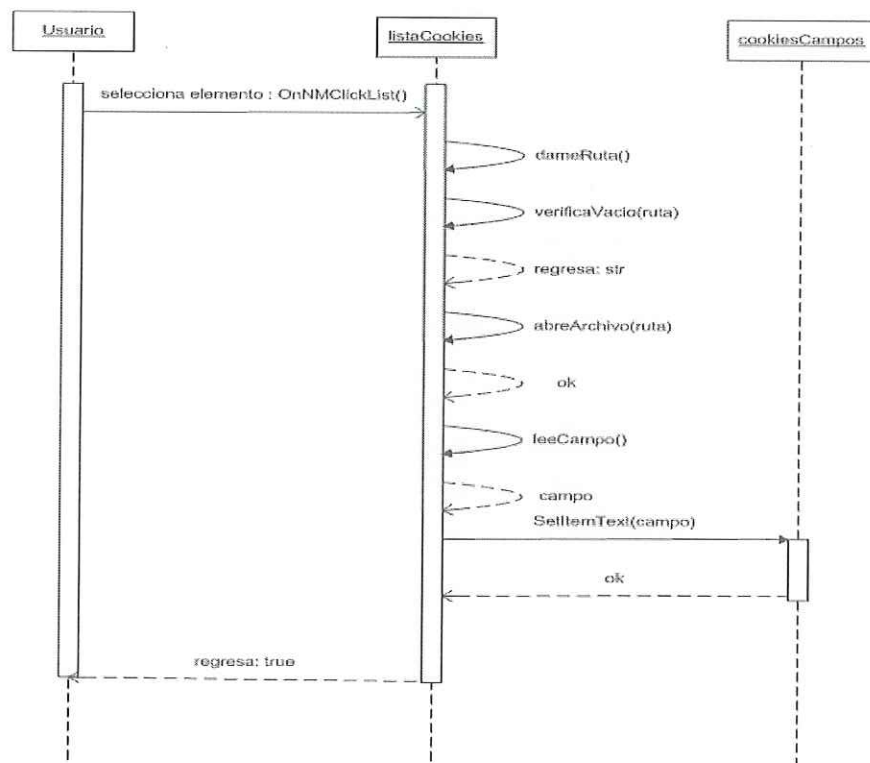 Usuario
listaCookies
cookiesCampos
selecciona elemento : OnNMClickList()
dameRuta()
verificaVacio(ruta)
regresa: str
abreArchivo(ruta)
ok
leeCampo()
campo
SetItemText(campo)
ok
regresa: true